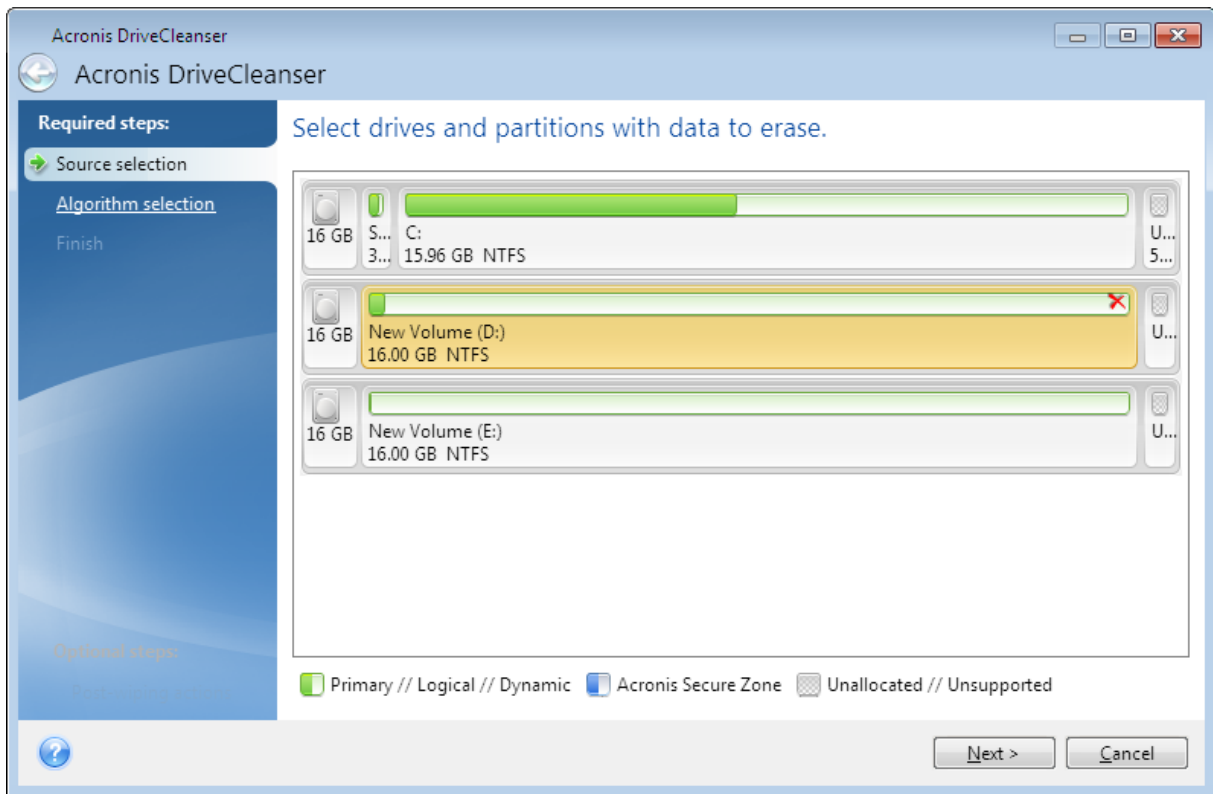 Acronis DriveCleanser
Acronis DriveCleanser
Required steps:
Source selection
Algorithm selection
Finish
Optional steps:
Select drives and partitions with data to erase.
16 GB
S...
3...
C:
15.96 GB NTFS
U...
5...
16 GB
New Volume (D:)
16.00 GB NTFS
U...
16 GB
New Volume (E:)
16.00 GB NTFS
U...
Primary // Logical // Dynamic
Acronis Secure Zone
Unallocated // Unsupported
?
Next >
Cancel